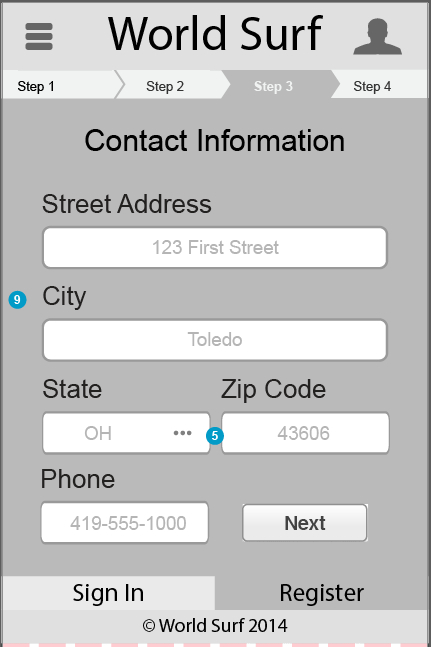 World Surf
Step 1 Step 2 Step 3 Step 4
Contact Information
Street Address
123 First Street
9 City
Toledo
State Zip Code
OH ••• 5 43606
Phone
419-555-1000 Next
Sign In Register
© World Surf 2014